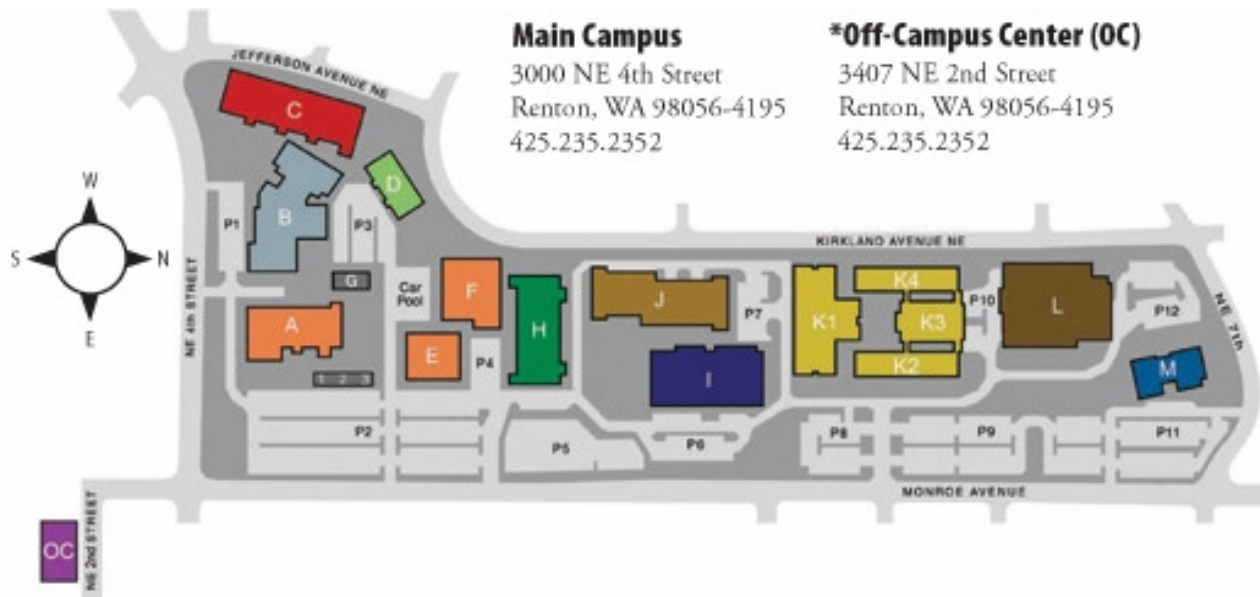 Main Campus
3000 NE 4th Street
Renton, WA 98056-4195
425.235.2352
*Off-Campus Center (OC)
3407 NE 2nd Street
Renton, WA 98056-4195
425.235.2352
JEFFERSON AVENUE NE
C
D
B
P1
P3
W
S
N
E
NE 4th STREET
KIRKLAND AVENUE NE
NE 7th
G
Car
Pool
F
A
E
P4
H
J
P7
I
K1
K4
K3
K2
P10
L
P12
M
1 2 3
P2
P5
P6
P8
P9
P11
MONROE AVENUE
OC
NE 2nd STREET